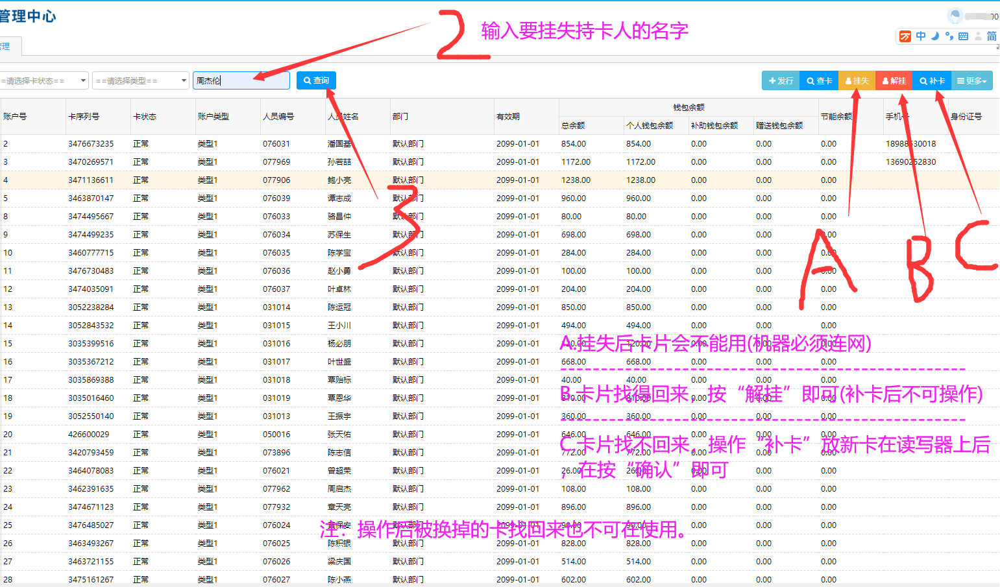 管理中心
00
输入要挂失持卡人的名字
2
中
简
管理
==请选择卡状态==
==请选择类型==
周杰伦
查询
发行
查卡
挂失
解挂
补卡
更多
账户号 卡序列号 卡状态 账户类型 人员编号 人员姓名 部门 有效期 钱包余额 节能余额 手机号 身份证号
总余额 个人钱包余额 补助钱包余额 赠送钱包余额
2 3476673235 正常 类型1 076031 潘国基 默认部门 2099-01-01 854.00 854.00 0.00 0.00 0.00
3 3470269571 正常 类型1 077969 孙若喆 默认部门 2099-01-01 1172.00 1172.00 0.00 0.00 0.00
4 3471136611 正常 类型1 077906 鲍小亮 默认部门 2099-01-01 1238.00 1238.00 0.00 0.00 0.00
5 3463870147 正常 类型1 076039 谭志成 默认部门 2099-01-01 960.00 960.00 0.00 0.00 0.00
8 3474495667 正常 类型1 076033 骆昌仲 默认部门 2099-01-01 80.00 80.00 0.00 0.00 0.00
9 3474499235 正常 类型1 076034 苏保生 默认部门 2099-01-01 698.00 698.00 0.00 0.00 0.00
10 3460777715 正常 类型1 076035 陈学宝 默认部门 2099-01-01 284.00 284.00 0.00 0.00 0.00
11 3476730483 正常 类型1 076036 赵小勇 默认部门 2099-01-01 100.00 100.00 0.00 0.00 0.00
12 3474035091 正常 类型1 076037 叶卓林 默认部门 2099-01-01 204.00 204.00 0.00 0.00 0.00
13 3052238284 正常 类型1 031014 陈运冠 默认部门 2099-01-01 850.00 850.00 0.00 0.00 0.00
14 3052843532 正常 类型1 031015 王小川 默认部门 2099-01-01 494.00 494.00 0.00 0.00 0.00
15 3035399516 正常 类型1 031016 杨必朋 默认部门 2099-01-01 120.00 120.00 0.00 0.00 0.00
16 3035367212 正常 类型1 031017 叶世盛 默认部门 2099-01-01 668.00 668.00 0.00 0.00 0.00
17 3035869388 正常 类型1 031018 覃贻标 默认部门 2099-01-01 40.00 40.00 0.00 0.00 0.00
18 3035016460 正常 类型1 031019 覃恩华 默认部门 2099-01-01 810.00 810.00 0.00 0.00 0.00
19 3052550140 正常 类型1 031013 王振宇 默认部门 2099-01-01 360.00 360.00 0.00 0.00 0.00
20 426600029 正常 类型1 050016 张天佑 默认部门 2099-01-01 646.00 646.00 0.00 0.00 0.00
21 3420793459 正常 类型1 073896 陈志信 默认部门 2099-01-01 772.00 772.00 0.00 0.00 0.00
22 3464078083 正常 类型1 076021 曾超荣 默认部门 2099-01-01 26.00 26.00 0.00 0.00 0.00
23 3462391635 正常 类型1 077962 周启杰 默认部门 2099-01-01 108.00 108.00 0.00 0.00 0.00
24 3474671123 正常 类型1 077932 章天亮 默认部门 2099-01-01 896.00 896.00 0.00 0.00 0.00
25 3476485027 正常 类型1 076024 保安 默认部门 2099-01-01 90.00 90.00 0.00 0.00 0.00
26 3463493267 正常 类型1 076025 陈积银 默认部门 2099-01-01 828.00 828.00 0.00 0.00 0.00
27 3463721155 正常 类型1 076026 梁庆国 默认部门 2099-01-01 514.00 514.00 0.00 0.00 0.00
28 3475161267 正常 类型1 076027 陈小燕 默认部门 2099-01-01 602.00 602.00 0.00 0.00 0.00
3
A
B
C
A.挂失后卡片会不能用(机器必须连网)
B.卡片找得回来，按“解挂”即可(补卡后不可操作)
C.卡片找不回来，操作“补卡”放新卡在读写器上后
，在按“确认”即可
注：操作后被换掉的卡找回来也不可在使用。